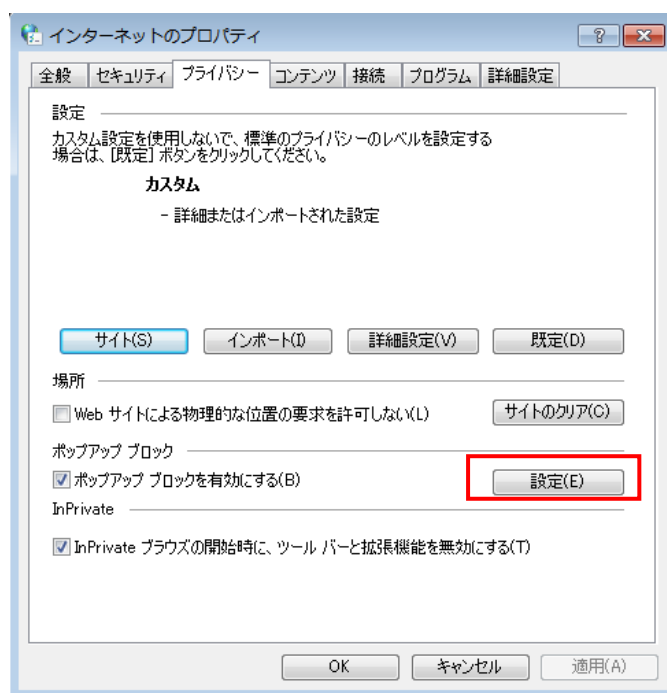 インターネットのプロパティ
全般 セキュリティ プライバシー コンテンツ 接続 プログラム 詳細設定
設定
カスタム設定を使用しないで、標準のプライバシーのレベルを設定する
場合は、[既定] ボタンをクリックしてください。
カスタム
- 詳細またはインポートされた設定
サイト(S) インポート(I) 詳細設定(V) 既定(D)
場所
Web サイトによる物理的な位置の要求を許可しない(L) サイトのクリア(C)
ポップアップ ブロック
ポップアップ ブロックを有効にする(B) 設定(E)
InPrivate
InPrivate ブラウズの開始時に、ツール バーと拡張機能を無効にする(T)
OK キャンセル 適用(A)